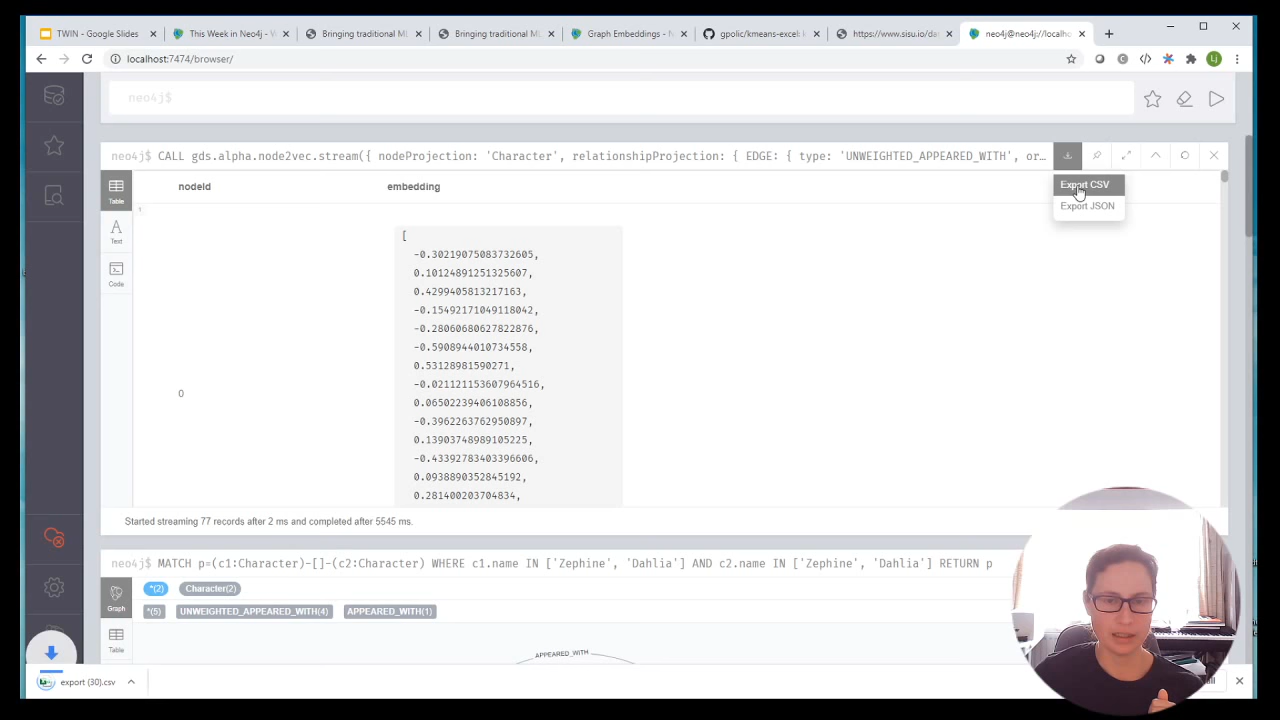 TWIN - Google Slides
This Week in Neo4j - W
Bringing traditional ML
Bringing traditional ML
Graph Embeddings - N
gpolic/kmeans-excel: k
https://www.sisu.io/da
neo4j@neo4j://localho
localhost:7474/browser/
Lj
neo4j$
neo4j$ CALL gds.alpha.node2vec.stream({ nodeProjection: 'Character', relationshipProjection: { EDGE: { type: 'UNWEIGHTED_APPEARED_WITH', or…
Export CSV
Export JSON
Table
nodeId embedding
A
Text
Code
1
[
-0.30219075083732605,
0.10124891251325607,
0.4299405813217163,
-0.15492171049118042,
-0.28060680627822876,
-0.5908944010734558,
0.53128981590271,
-0.021121153607964516,
0
0.06502239406108856,
-0.3962263762950897,
0.13903748989105225,
-0.43392783403396606,
0.0938890352845192,
0.281400203704834,
Started streaming 77 records after 2 ms and completed after 5545 ms.
neo4j$ MATCH p=(c1:Character)-[]-(c2:Character) WHERE c1.name IN ['Zephine', 'Dahlia'] AND c2.name IN ['Zephine', 'Dahlia'] RETURN p
Graph
*(2) Character(2)
*(5) UNWEIGHTED_APPEARED_WITH(4) APPEARED_WITH(1)
Table
APPEARED_WITH
export (30).csv